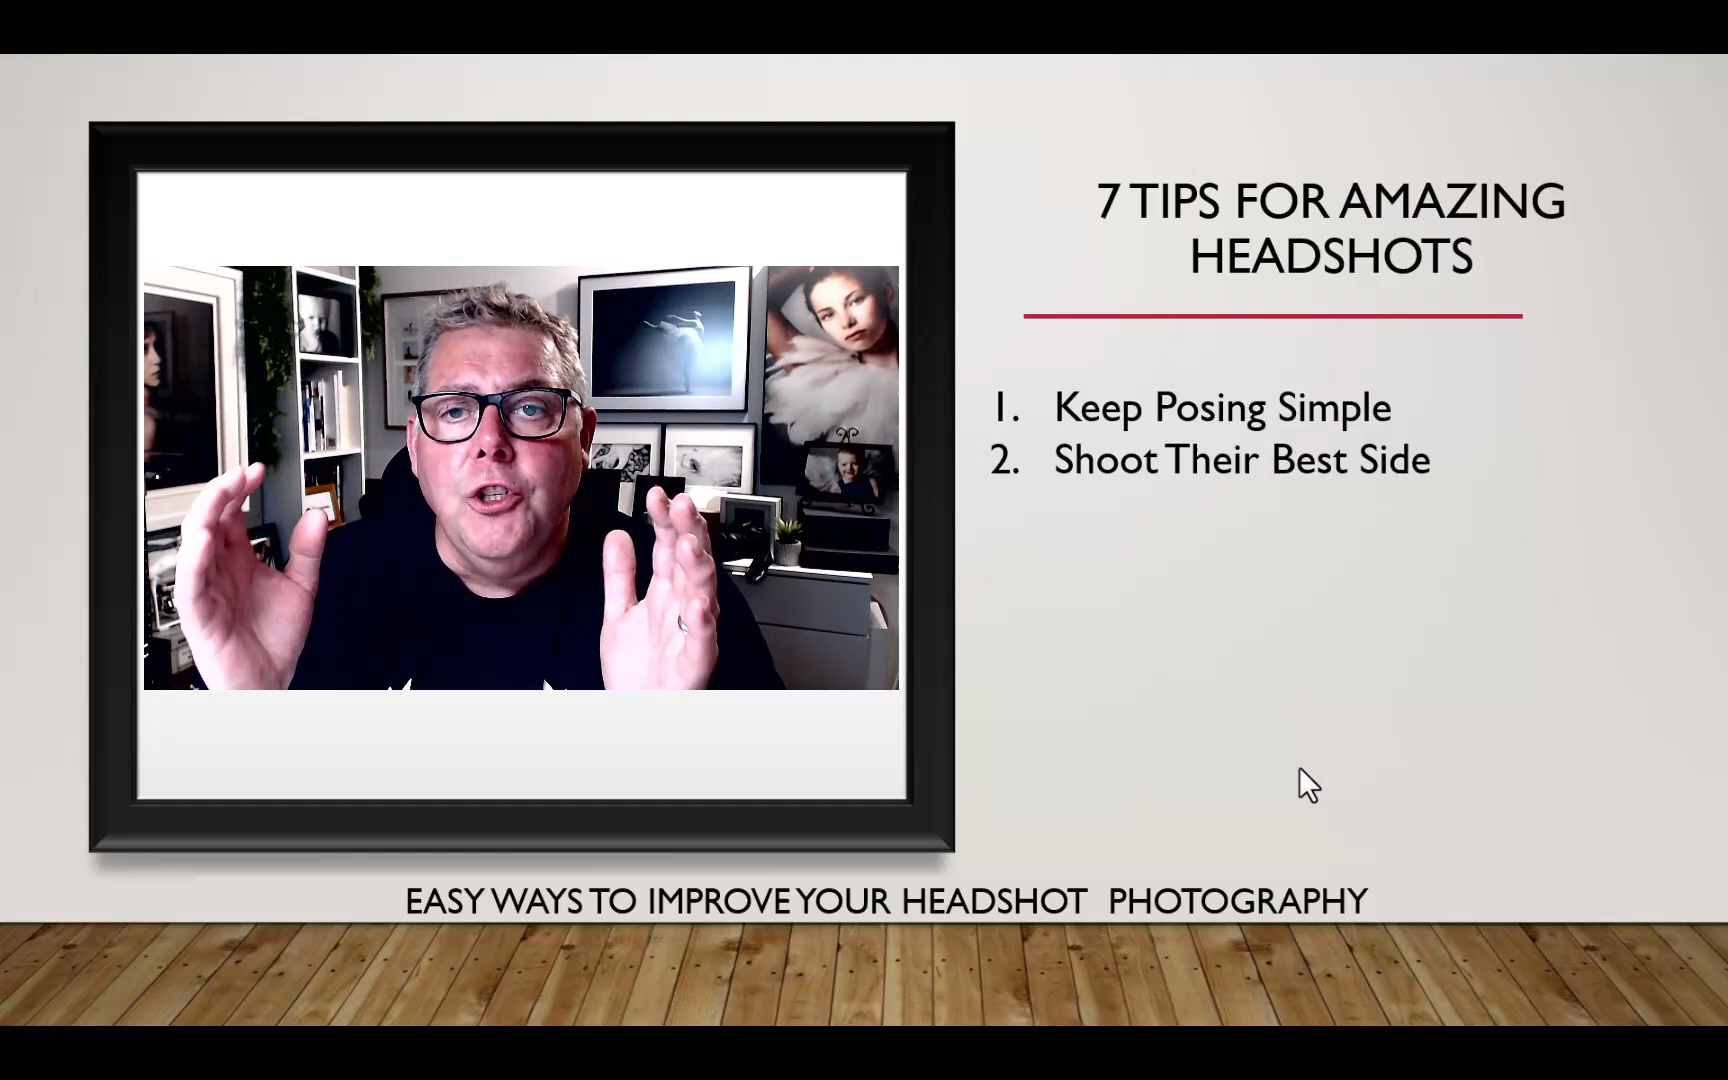 7 TIPS FOR AMAZING
HEADSHOTS
1. Keep Posing Simple
2. Shoot Their Best Side
EASY WAYS TO IMPROVE YOUR HEADSHOT PHOTOGRAPHY